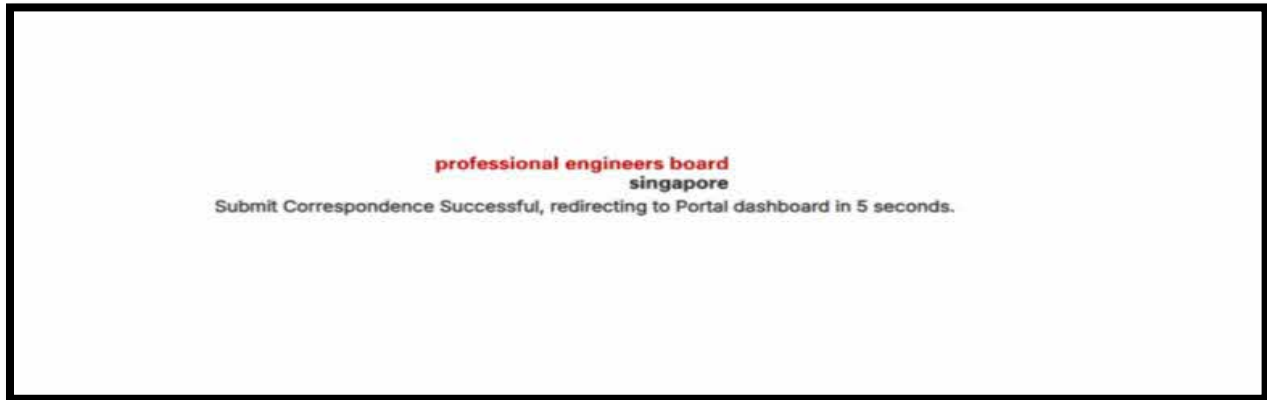 professional engineers board
singapore
Submit Correspondence Successful, redirecting to Portal dashboard in 5 seconds.